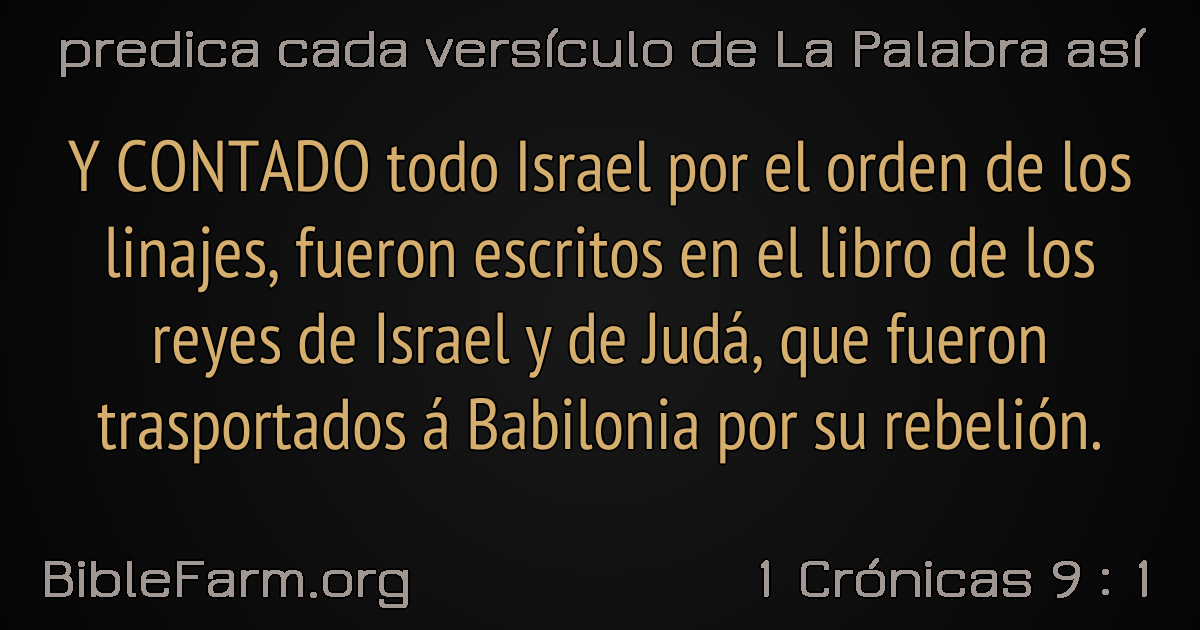 predica cada versículo de La Palabra así
Y CONTADO todo Israel por el orden de los
linajes, fueron escritos en el libro de los
reyes de Israel y de Judá, que fueron
trasportados á Babilonia por su rebelión.
BibleFarm.org
1 Crónicas 9 : 1